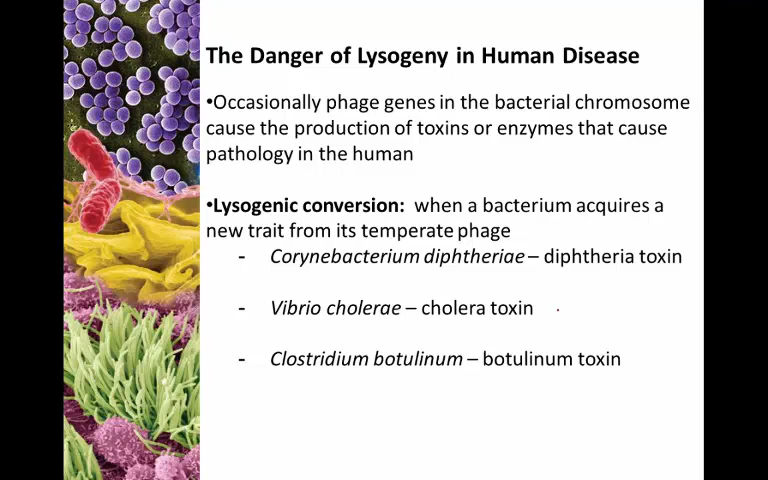 The Danger of Lysogeny in Human Disease
•Occasionally phage genes in the bacterial chromosome
cause the production of toxins or enzymes that cause
pathology in the human
•Lysogenic conversion: when a bacterium acquires a
new trait from its temperate phage
- Corynebacterium diphtheriae – diphtheria toxin
- Vibrio cholerae – cholera toxin
- Clostridium botulinum – botulinum toxin